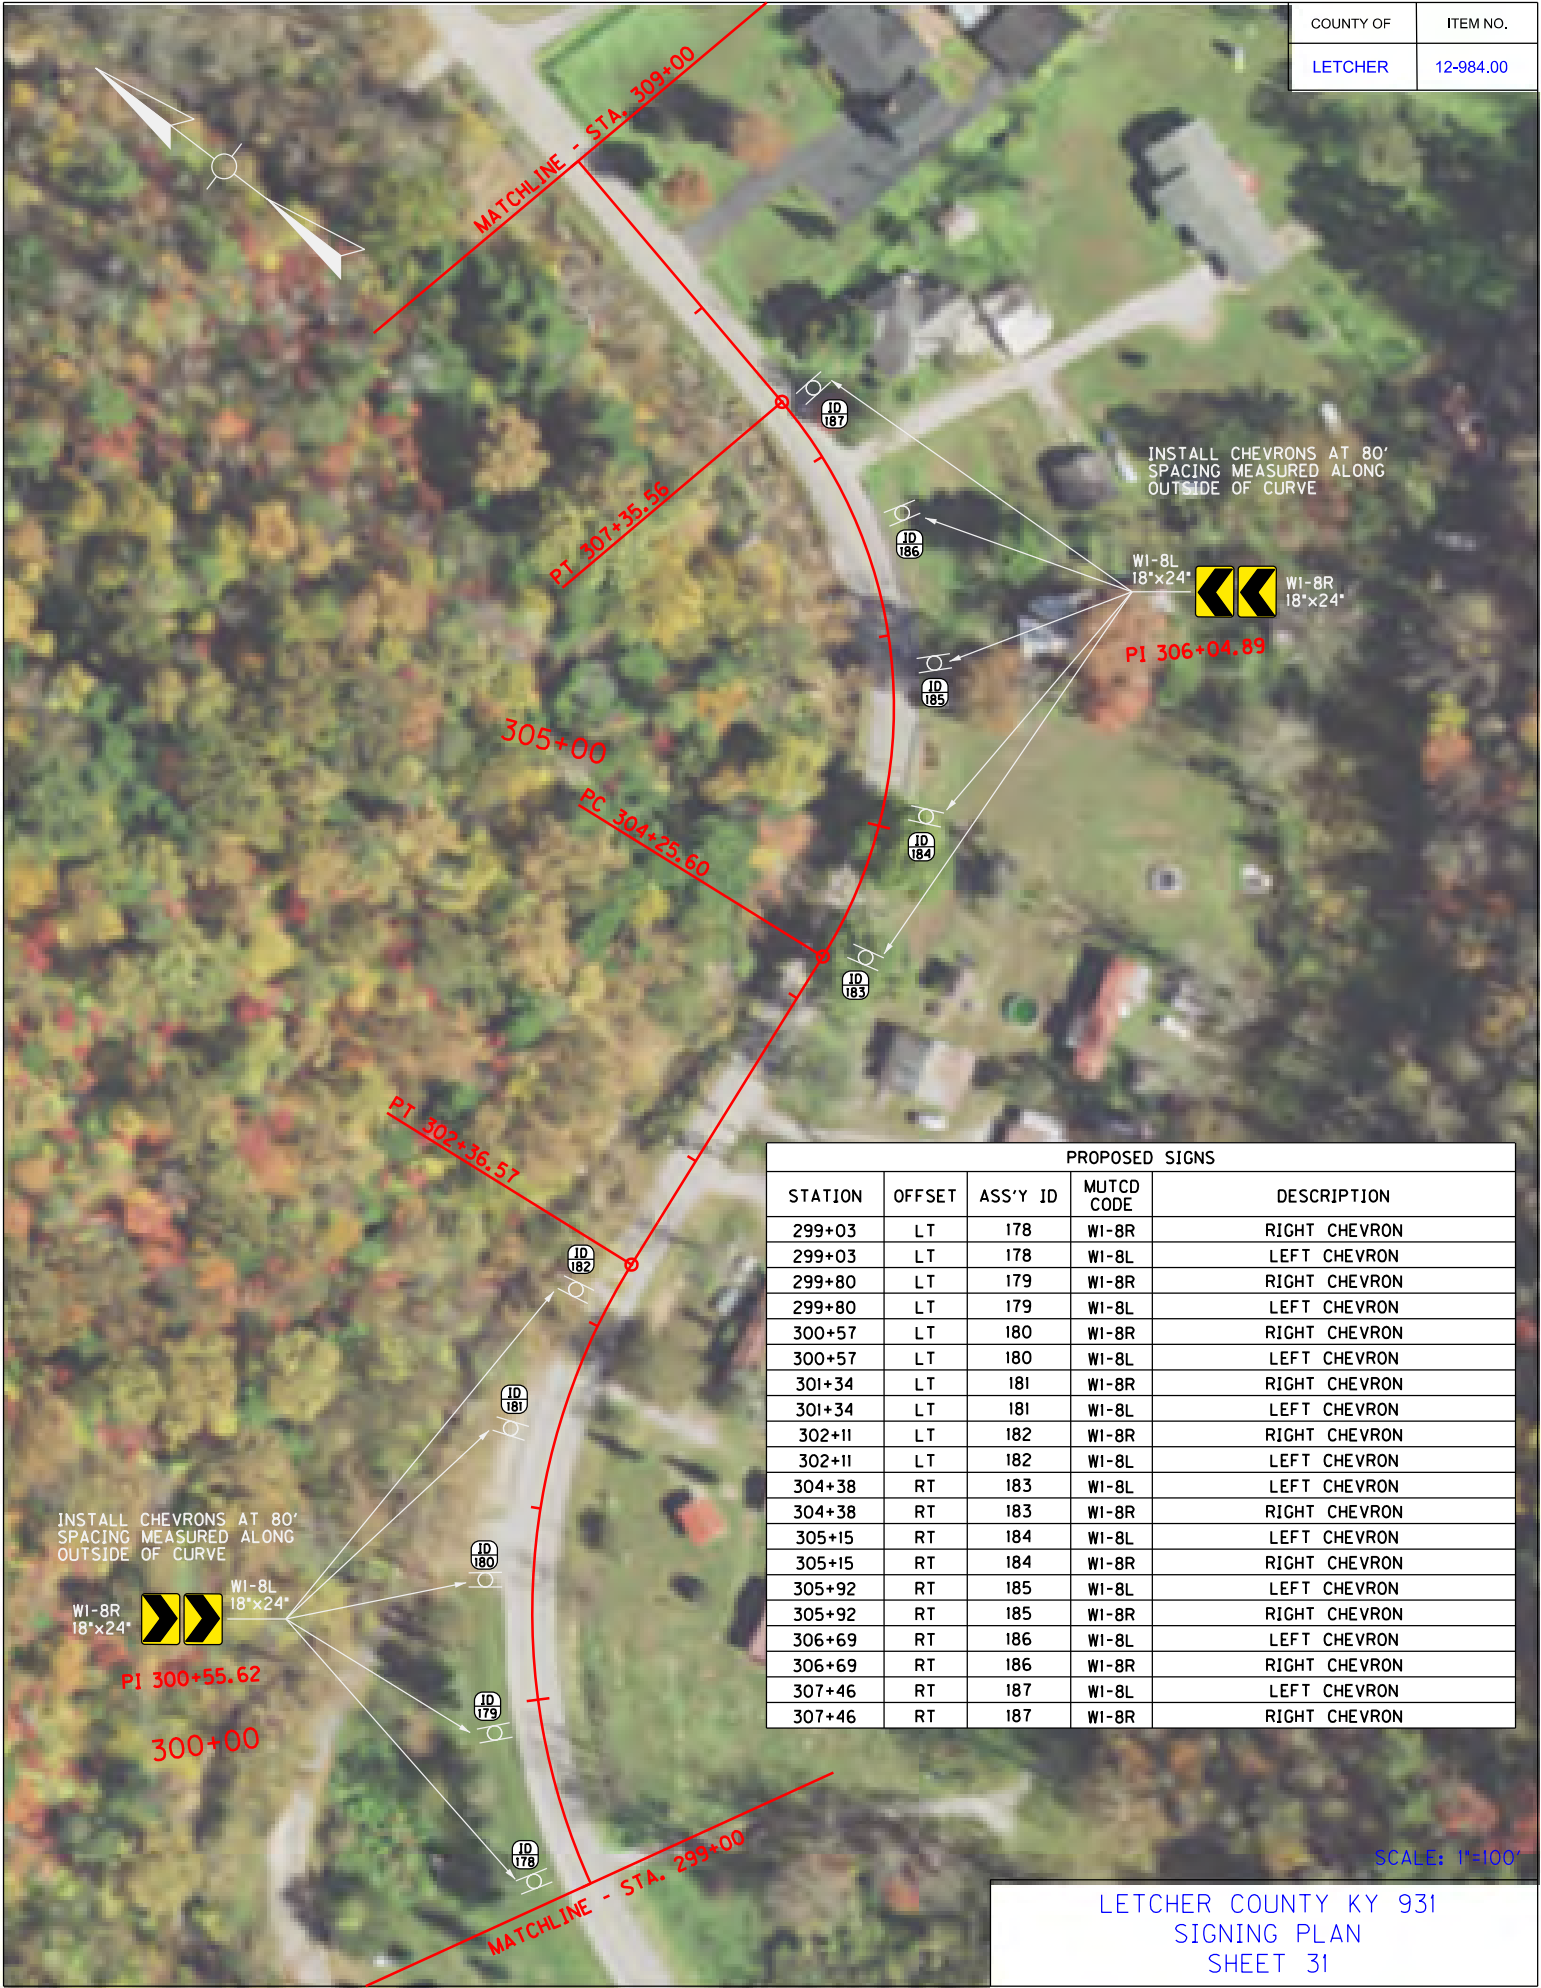 COUNTY OF ITEM NO.
LETCHER 12-984.00
MATCHLINE - STA. 309+00
ID
187
PT 307+35.56
INSTALL CHEVRONS AT 80'
SPACING MEASURED ALONG
OUTSIDE OF CURVE
ID
186
W1-8L
18"x24"
W1-8R
18"x24"
PI 306+04.89
ID
185
305+00
PC 304+25.60
ID
184
ID
183
PT 302+36.57
PROPOSED SIGNS
STATION OFFSET ASS'Y ID MUTCD CODE DESCRIPTION
299+03 LT 178 W1-8R RIGHT CHEVRON
299+03 LT 178 W1-8L LEFT CHEVRON
299+80 LT 179 W1-8R RIGHT CHEVRON
299+80 LT 179 W1-8L LEFT CHEVRON
300+57 LT 180 W1-8R RIGHT CHEVRON
300+57 LT 180 W1-8L LEFT CHEVRON
301+34 LT 181 W1-8R RIGHT CHEVRON
301+34 LT 181 W1-8L LEFT CHEVRON
302+11 LT 182 W1-8R RIGHT CHEVRON
302+11 LT 182 W1-8L LEFT CHEVRON
304+38 RT 183 W1-8L LEFT CHEVRON
304+38 RT 183 W1-8R RIGHT CHEVRON
305+15 RT 184 W1-8L LEFT CHEVRON
305+15 RT 184 W1-8R RIGHT CHEVRON
305+92 RT 185 W1-8L LEFT CHEVRON
305+92 RT 185 W1-8R RIGHT CHEVRON
306+69 RT 186 W1-8L LEFT CHEVRON
306+69 RT 186 W1-8R RIGHT CHEVRON
307+46 RT 187 W1-8L LEFT CHEVRON
307+46 RT 187 W1-8R RIGHT CHEVRON
ID
182
ID
181
INSTALL CHEVRONS AT 80'
SPACING MEASURED ALONG
OUTSIDE OF CURVE
ID
180
W1-8L
18"x24"
W1-8R
18"x24"
PI 300+55.62
ID
179
300+00
ID
178
MATCHLINE - STA. 299+00
SCALE: 1"=100'
LETCHER COUNTY KY 931
SIGNING PLAN
SHEET 31